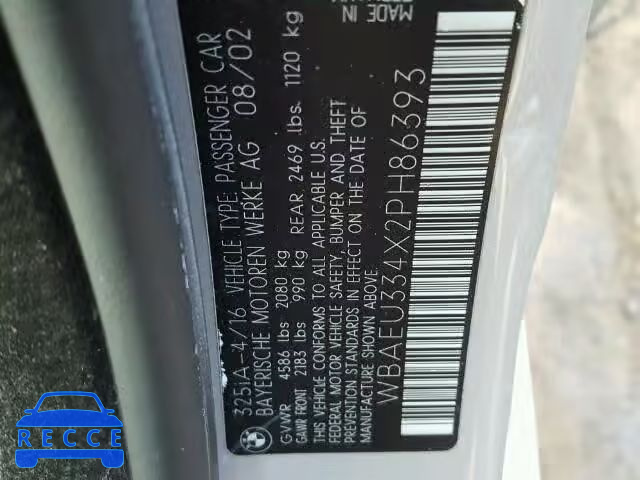 MADE IN
325iA-4/16 VEHICLE TYPE: PASSENGER CAR
BAYERISCHE MOTOREN WERKE AG 08/02
GVWR 4586 lbs 2080 kg
GAWR FRONT 2183 lbs 990 kg REAR 2469 lbs. 1120 kg
THIS VEHICLE CONFORMS TO ALL APPLICABLE U.S.
FEDERAL MOTOR VEHICLE SAFETY, BUMPER AND THEFT
PREVENTION STANDARDS IN EFFECT ON THE DATE OF
MANUFACTURE SHOWN ABOVE.
WBAEU334X2PH86393
RECCE